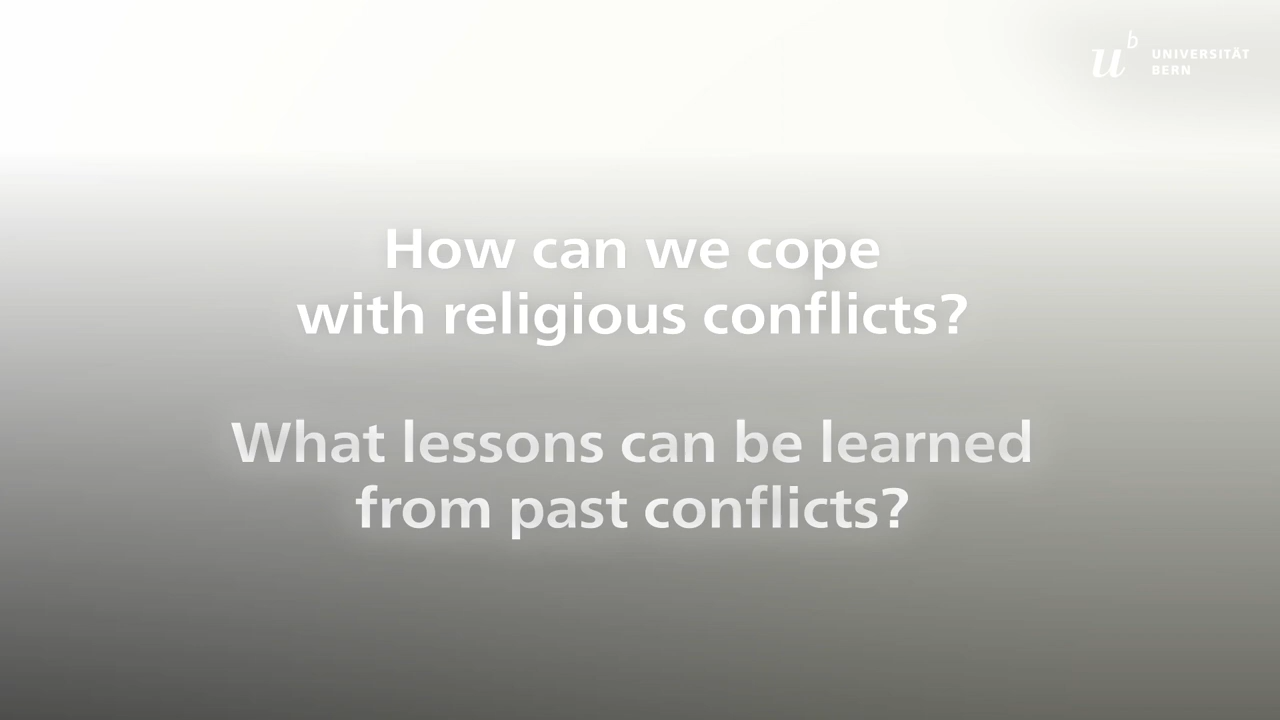 u b UNIVERSITÄT
BERN
How can we cope
with religious conflicts?
What lessons can be learned
from past conflicts?